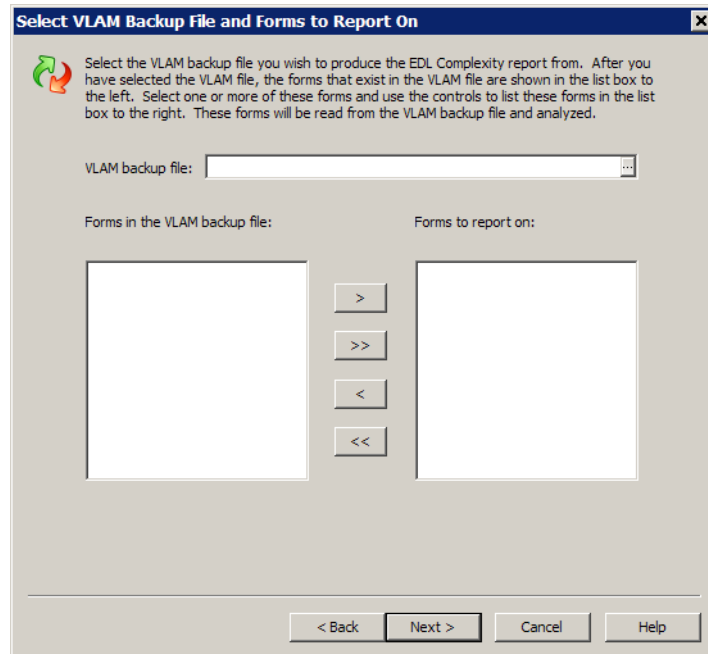 Select VLAM Backup File and Forms to Report On
Select the VLAM backup file you wish to produce the EDL Complexity report from. After you
have selected the VLAM file, the forms that exist in the VLAM file are shown in the list box to
the left. Select one or more of these forms and use the controls to list these forms in the list
box to the right. These forms will be read from the VLAM backup file and analyzed.
VLAM backup file:
...
Forms in the VLAM backup file:
Forms to report on:
>
>>
<
<<
< Back
Next >
Cancel
Help